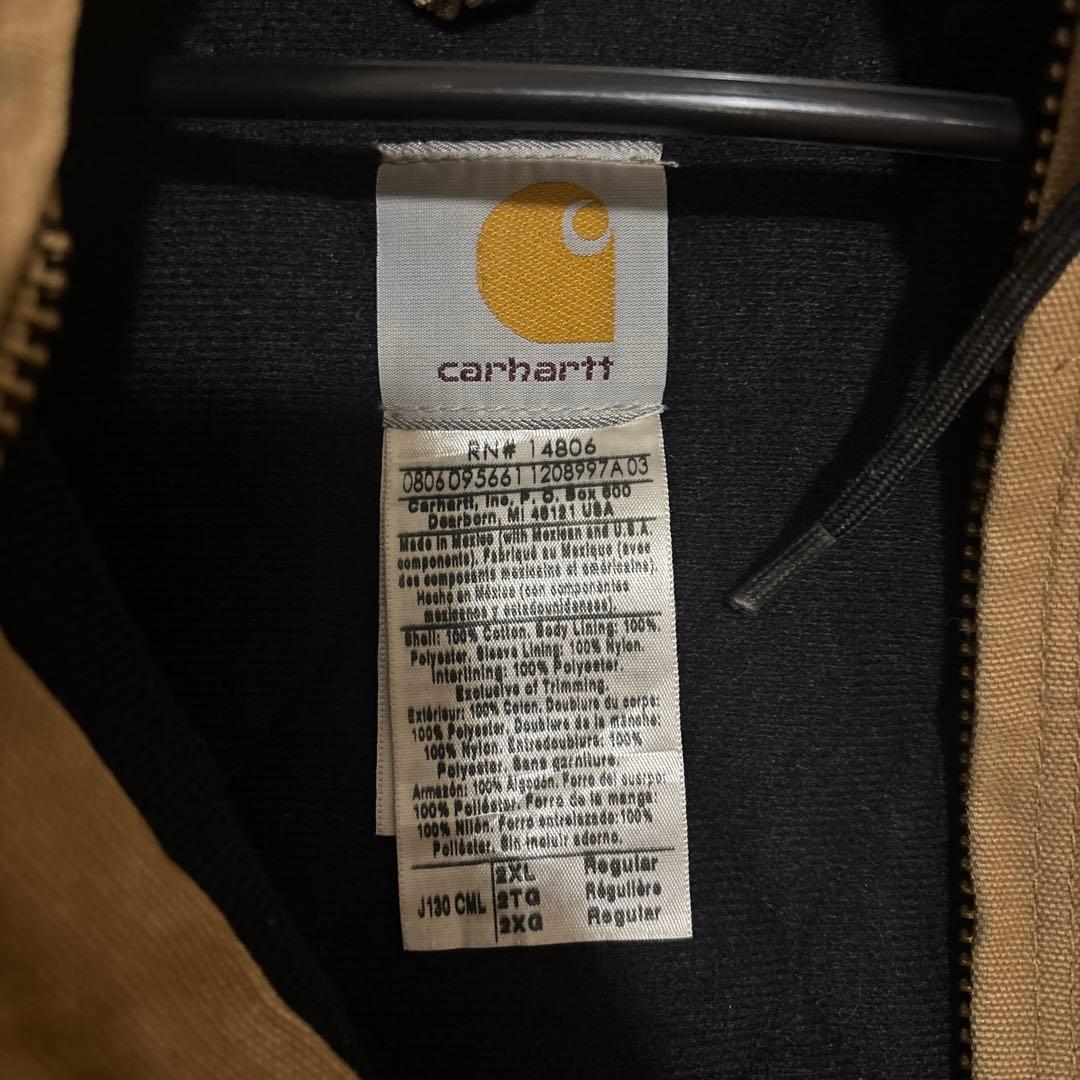 carhartt
RN# 14806
0806095661120899 7A 03
Carhartt, Inc, P. O. Box 600
Dearborn, MI 48121 USA
Made in Mexico (with Mexican and U.S.A.
components). Fabriqué au Mexique (avec
des composants mexicains et américains).
Hecho en México (con componentes
mexicanos y estadounidenses).
Shell: 100% Cotton. Body Lining: 100%
Polyester. Sleeve Lining: 100% Nylon.
Interlining: 100% Polyester
Exclusive of Trimming.
Extérieur: 100% Coton. Doublure du corps:
100% Polyester. Doublure de la manche:
100% Nylon. Entredoublure: 100%
Polyester. Sans garniture.
Armazón: 100% Algodon. Forro del cuerpo:
100% Poliéster. Forro de la manga:
100% Nilón. Forro entrelazado: 100%
Poliéster. Sin incluir adorno.
J130 CML 2XL Regular
2TG Régulière
2XG Regular